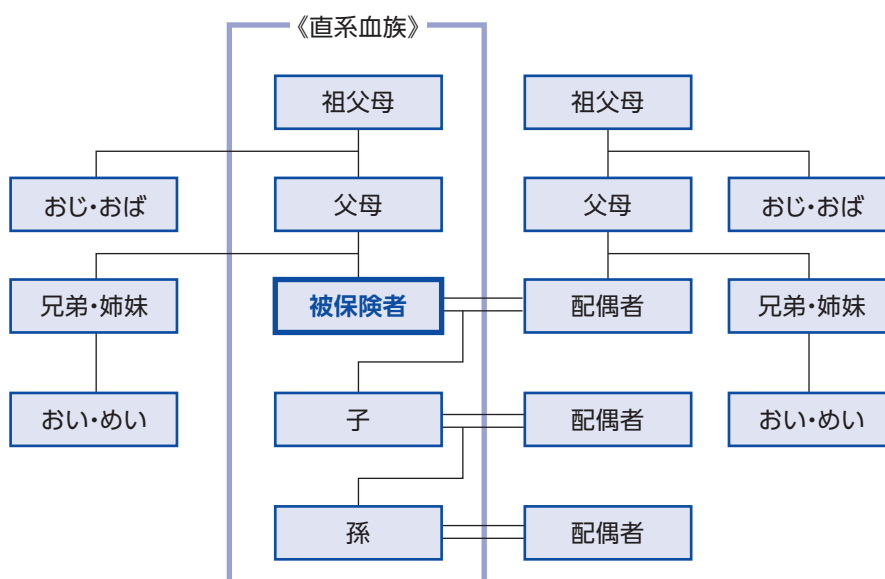 《直系血族》
祖父母
祖父母
おじ・おば
父母
父母
おじ・おば
兄弟・姉妹
被保険者
配偶者
兄弟・姉妹
おい・めい
子
配偶者
おい・めい
孫
配偶者